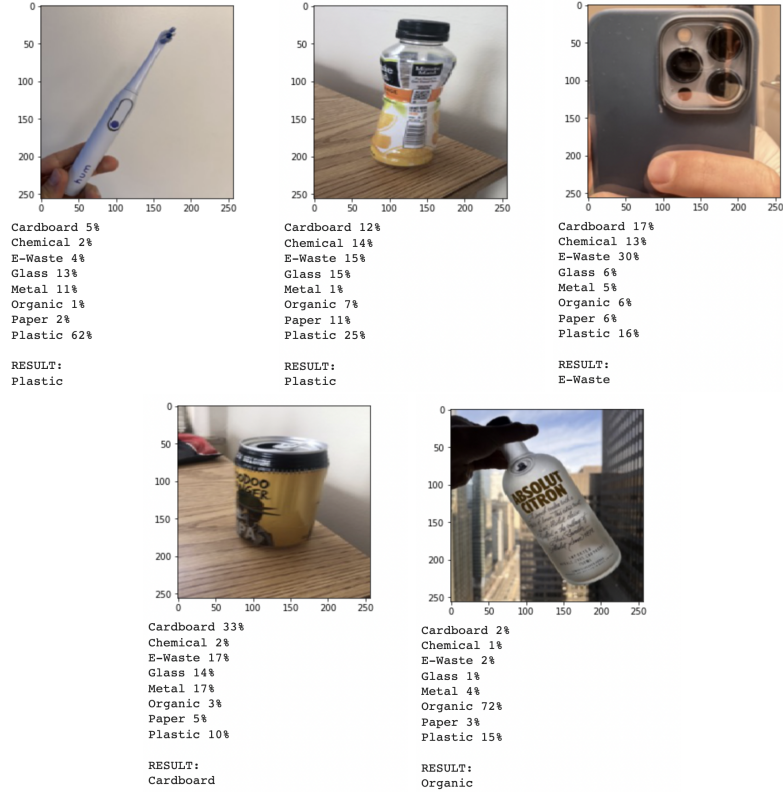 0
50
100
150
200
250
hum
0 50 100 150 200 250
Cardboard 5%
Chemical 2%
E-Waste 4%
Glass 13%
Metal 11%
Organic 1%
Paper 2%
Plastic 62%
RESULT:
Plastic
0
50
100
150
200
250
Minute
Maid
0 50 100 150 200 250
Cardboard 12%
Chemical 14%
E-Waste 15%
Glass 15%
Metal 1%
Organic 7%
Paper 11%
Plastic 25%
RESULT:
Plastic
0
50
100
150
200
250
0 50 100 150 200 250
Cardboard 17%
Chemical 13%
E-Waste 30%
Glass 6%
Metal 5%
Organic 6%
Paper 6%
Plastic 16%
RESULT:
E-Waste
0
50
100
150
200
250
OODOO
NGER
PA
0 50 100 150 200 250
Cardboard 33%
Chemical 2%
E-Waste 17%
Glass 14%
Metal 17%
Organic 3%
Paper 5%
Plastic 10%
RESULT:
Cardboard
0
50
100
150
200
250
ABSOLUT
CITRON
0 50 100 150 200 250
Cardboard 2%
Chemical 1%
E-Waste 2%
Glass 1%
Metal 4%
Organic 72%
Paper 3%
Plastic 15%
RESULT:
Organic